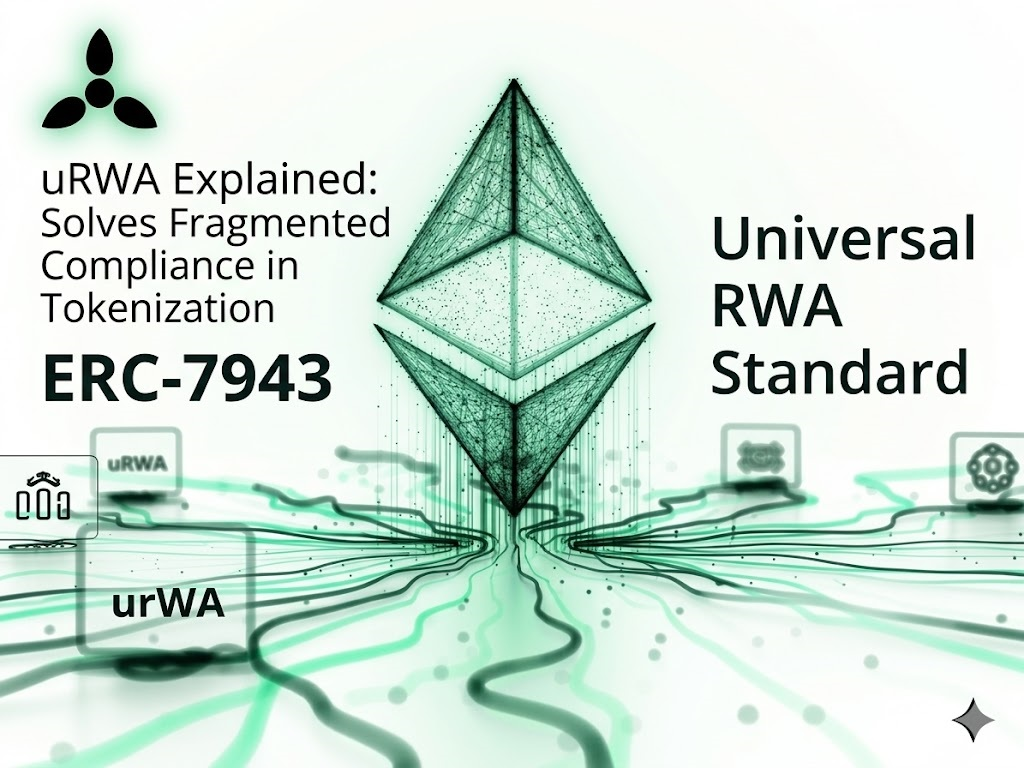 uRWA Explained:
Solves Fragmented
Compliance in
Tokenization
ERC-7943
Universal
RWA
Standard
uRWA
urWA